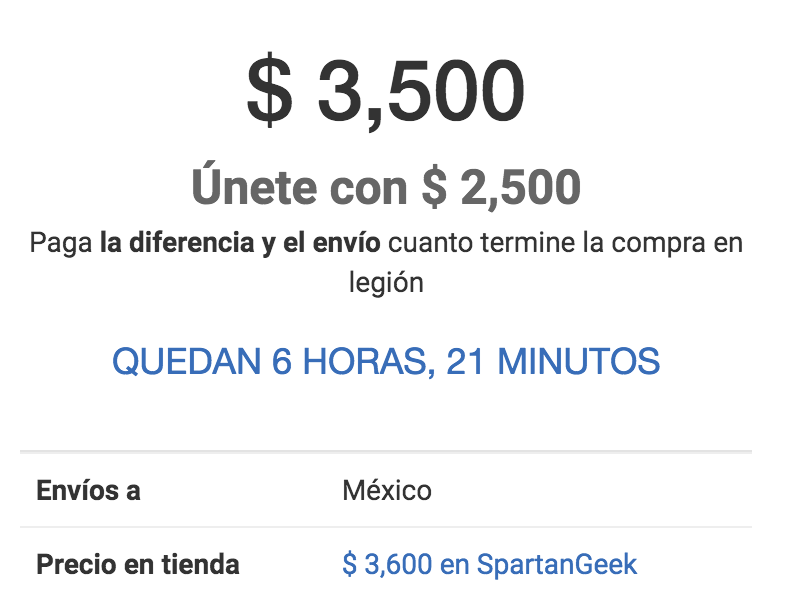 $ 3,500
Únete con $ 2,500
Paga la diferencia y el envío cuanto termine la compra en
legión
QUEDAN 6 HORAS, 21 MINUTOS
Envíos a México
Precio en tienda $ 3,600 en SpartanGeek